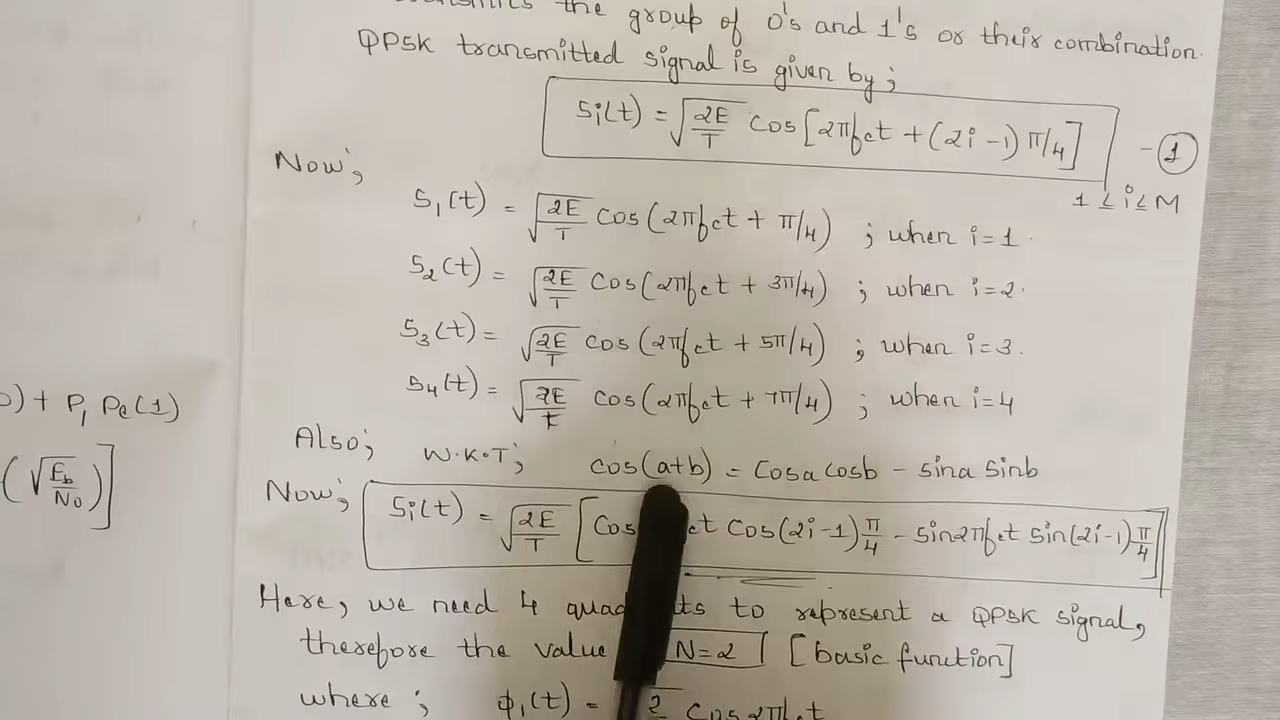 the group of 0's and 1's or their combination.
QPSK transmitted signal is given by;
Si(t) = √(2E/T) cos[2πfct + (2i-1)π/4] - ①
1 ≤ i ≤ M
Now;
S₁(t) = √(2E/T) cos(2πfct + π/4) ; when i=1.
S₂(t) = √(2E/T) cos(2πfct + 3π/4) ; when i=2.
S₃(t) = √(2E/T) cos(2πfct + 5π/4) ; when i=3.
S₄(t) = √(2E/T) cos(2πfct + 7π/4) ; when i=4
) + P₁ Pe(1)
(√(Eb/N0))]
Also; W.K.T; cos(a+b) = cosa cosb - sina sinb
Now; Si(t) = √(2E/T) [cos ct cos(2i-1)π/4 - sin2πfct sin(2i-1)π/4]
Here, we need 4 to represent a QPSK signal,
therefore the value N=2 [basic function]
where ; φ₁(t) = 2 cos2πfct